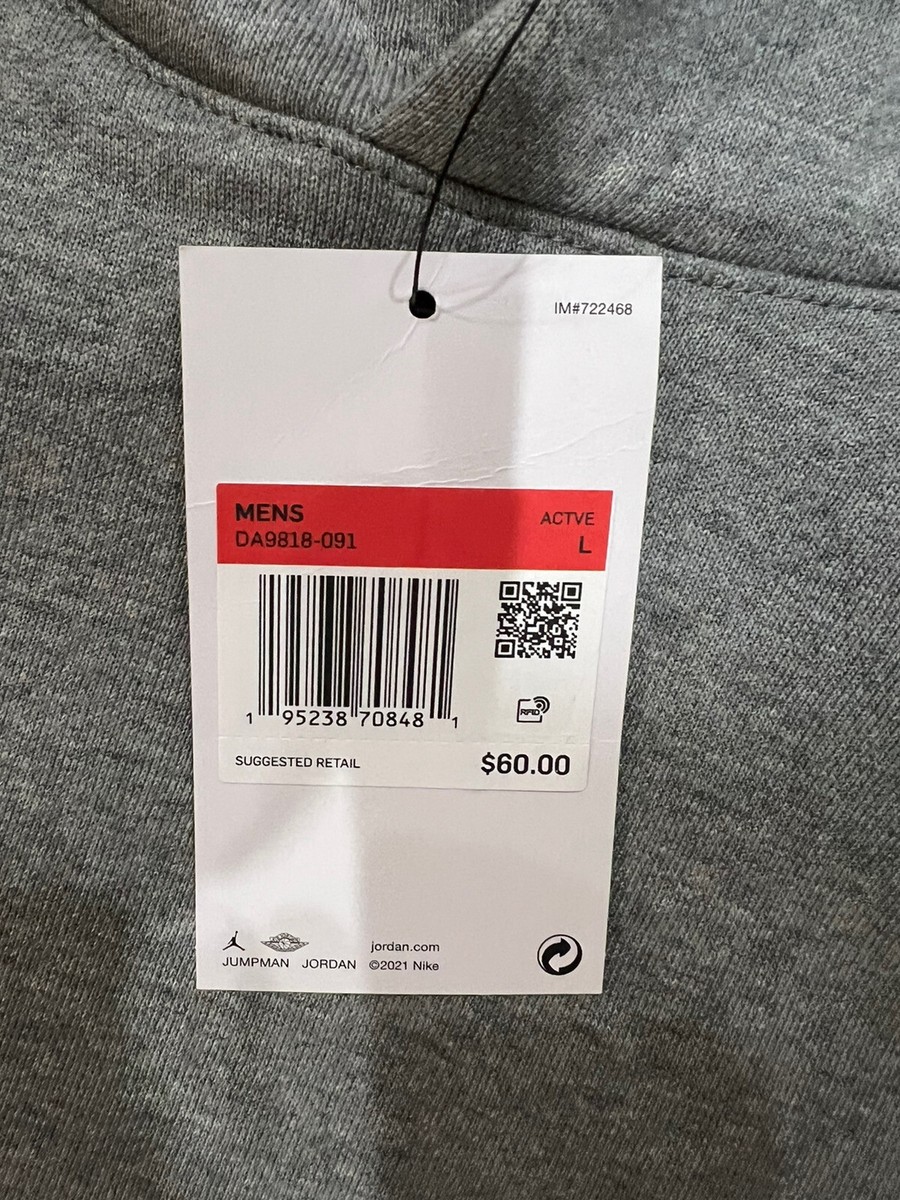 IM#722468
MENS
ACTVE
DA9818-091
L
1 95238 70848 1
RFID
SUGGESTED RETAIL
$60.00
jordan.com
JUMPMAN JORDAN ©2021 Nike